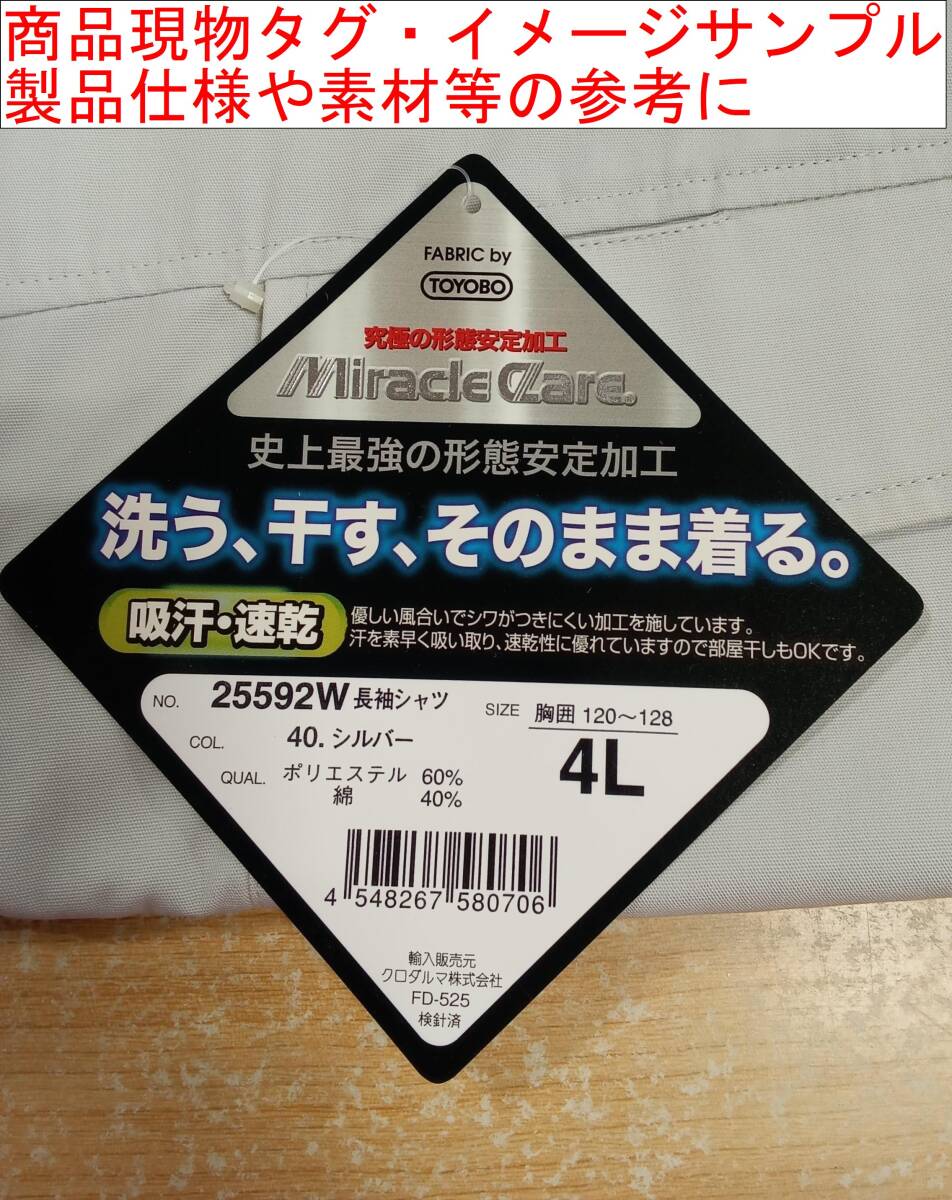 商品現物タグ・イメージサンプル
製品仕様や素材等の参考に
FABRIC by
TOYOBO
究極の形態安定加工
Miracle Care®
史上最強の形態安定加工
洗う、干す、そのまま着る。
吸汗・速乾
優しい風合いでシワがつきにくい加工を施しています。
汗を素早く吸い取り、速乾性に優れていますので部屋干しもOKです。
NO. 25592W 長袖シャツ
SIZE 胸囲 120〜128
4L
COL. 40. シルバー
QUAL. ポリエステル 60%
綿 40%
4 548267 580706
輸入販売元
クロダルマ株式会社
FD-525
検針済